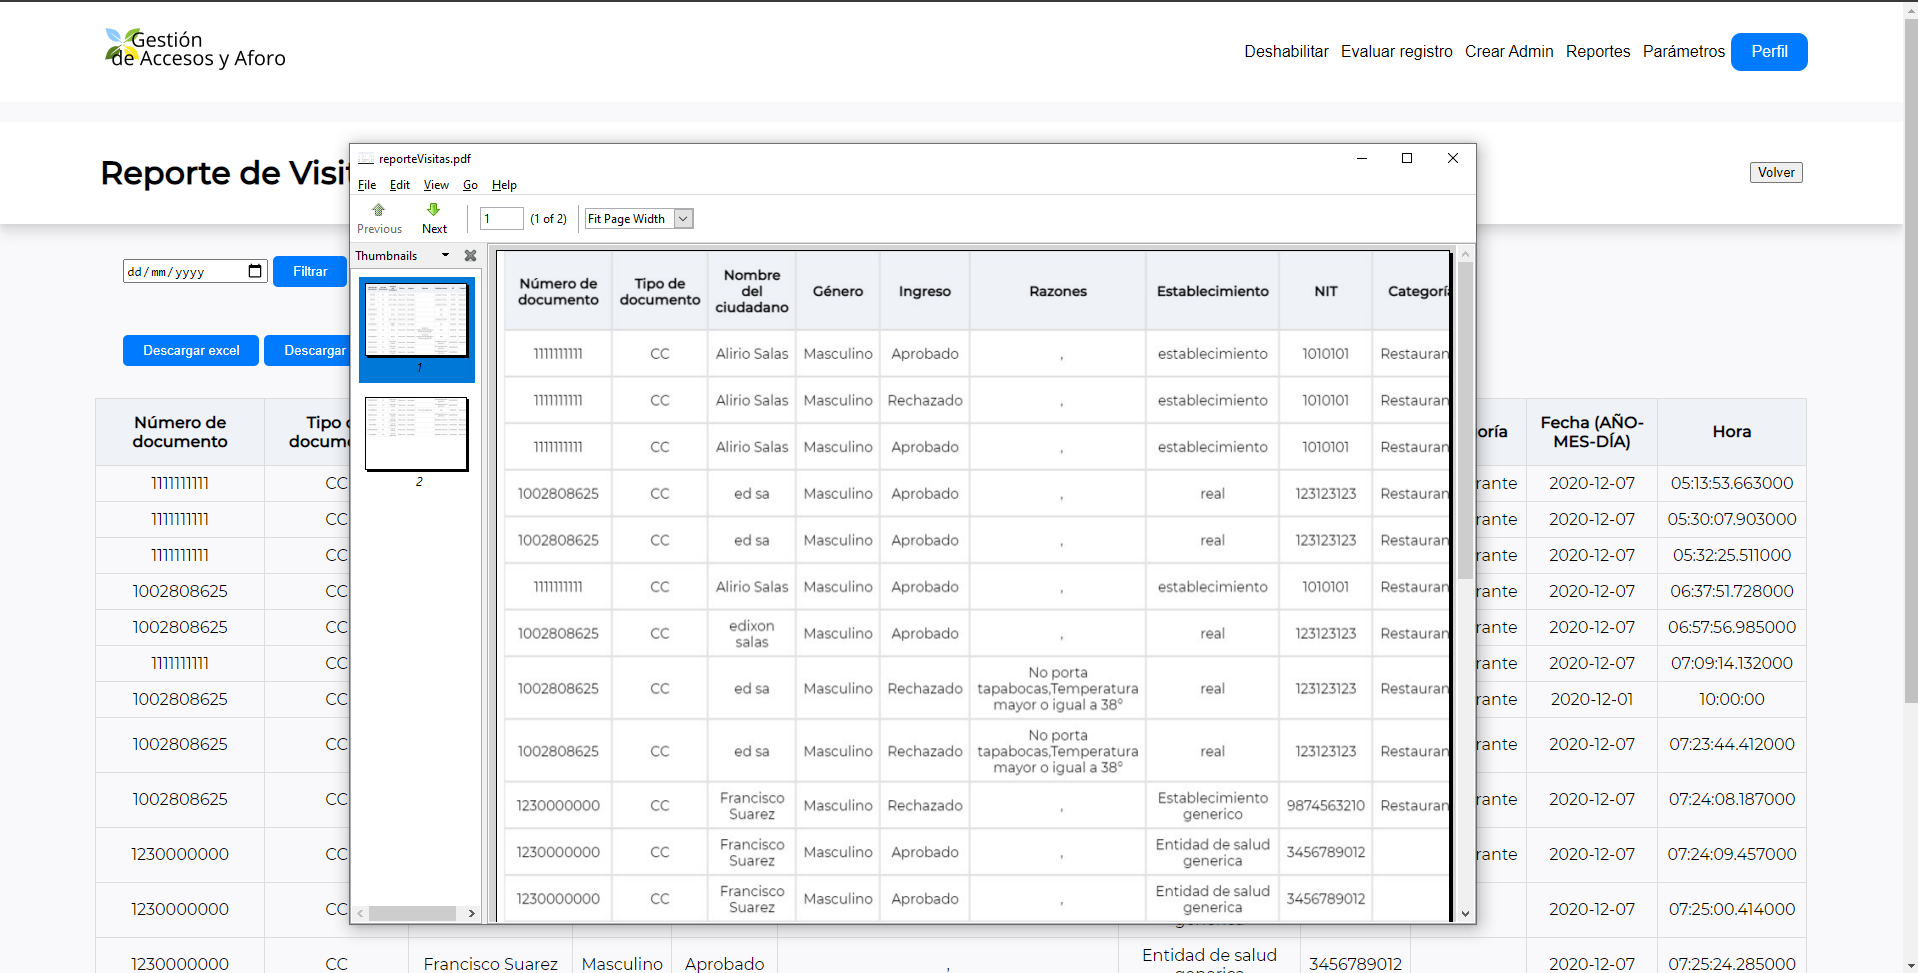 Gestión
de Accesos y Aforo
Deshabilitar Evaluar registro Crear Admin Reportes Parámetros Perfil
Reporte de Visit
Volver
dd/mm/yyyy Filtrar
Descargar excel Descargar
reporteVisitas.pdf
File Edit View Go Help
Previous Next 1 (1 of 2) Fit Page Width
Thumbnails
1
2
Número de documento Tipo de documento Nombre del ciudadano Género Ingreso Razones Establecimiento NIT Categoría
1111111111 CC Alirio Salas Masculino Aprobado , establecimiento 1010101 Restauran
1111111111 CC Alirio Salas Masculino Rechazado , establecimiento 1010101 Restauran
1111111111 CC Alirio Salas Masculino Aprobado , establecimiento 1010101 Restauran
1002808625 CC ed sa Masculino Aprobado , real 123123123 Restauran
1002808625 CC ed sa Masculino Aprobado , real 123123123 Restauran
1111111111 CC Alirio Salas Masculino Aprobado , establecimiento 1010101 Restauran
1002808625 CC edixon salas Masculino Aprobado , real 123123123 Restauran
1002808625 CC ed sa Masculino Rechazado No porta tapabocas,Temperatura mayor o igual a 38° real 123123123 Restauran
1002808625 CC ed sa Masculino Rechazado No porta tapabocas,Temperatura mayor o igual a 38° real 123123123 Restauran
1230000000 CC Francisco Suarez Masculino Rechazado , Establecimiento generico 9874563210 Restauran
1230000000 CC Francisco Suarez Masculino Aprobado , Entidad de salud generica 3456789012
1230000000 CC Francisco Suarez Masculino Aprobado , Entidad de salud generica 3456789012
Número de documento Tipo docume oría Fecha (AÑO-MES-DÍA) Hora
1111111111 CC rante 2020-12-07 05:13:53.663000
1111111111 CC rante 2020-12-07 05:30:07.903000
1111111111 CC rante 2020-12-07 05:32:25.511000
1002808625 CC rante 2020-12-07 06:37:51.728000
1002808625 CC rante 2020-12-07 06:57:56.985000
1111111111 CC rante 2020-12-07 07:09:14.132000
1002808625 CC rante 2020-12-01 10:00:00
1002808625 CC rante 2020-12-07 07:23:44.412000
1002808625 CC rante 2020-12-07 07:24:08.187000
1230000000 CC rante 2020-12-07 07:24:09.457000
1230000000 CC 2020-12-07 07:25:00.414000
1230000000 CC Francisco Suarez Masculino Aprobado , Entidad de salud 3456789012 2020-12-07 07:25:24.285000